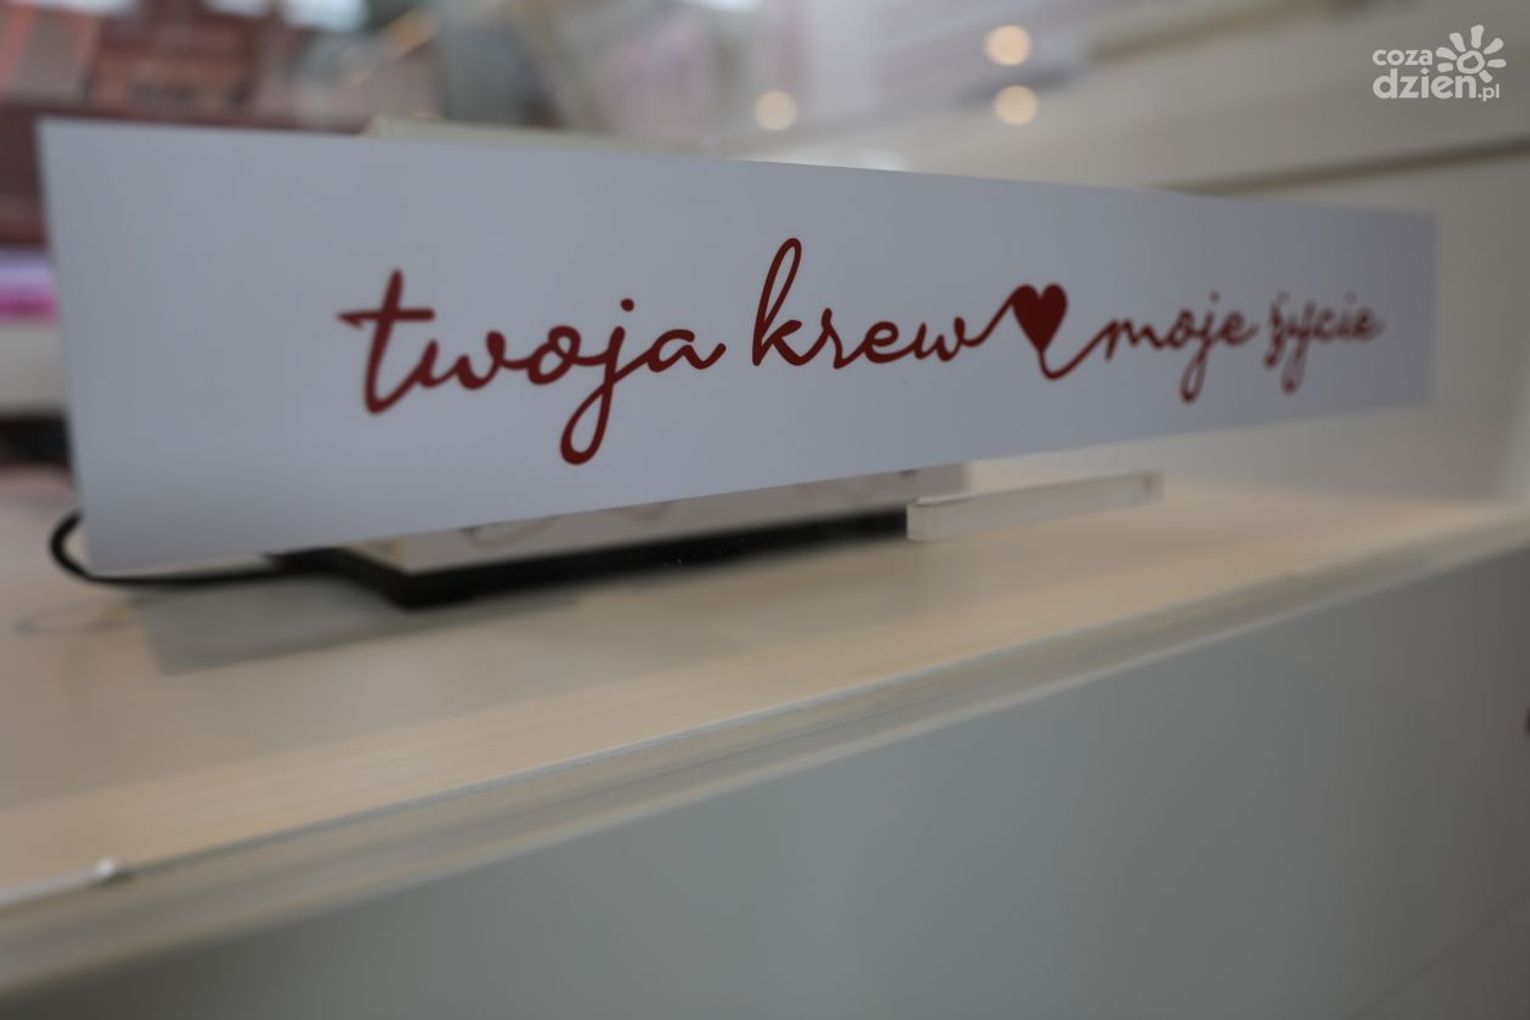 coza
dzien.pl
twoja krew moje życie